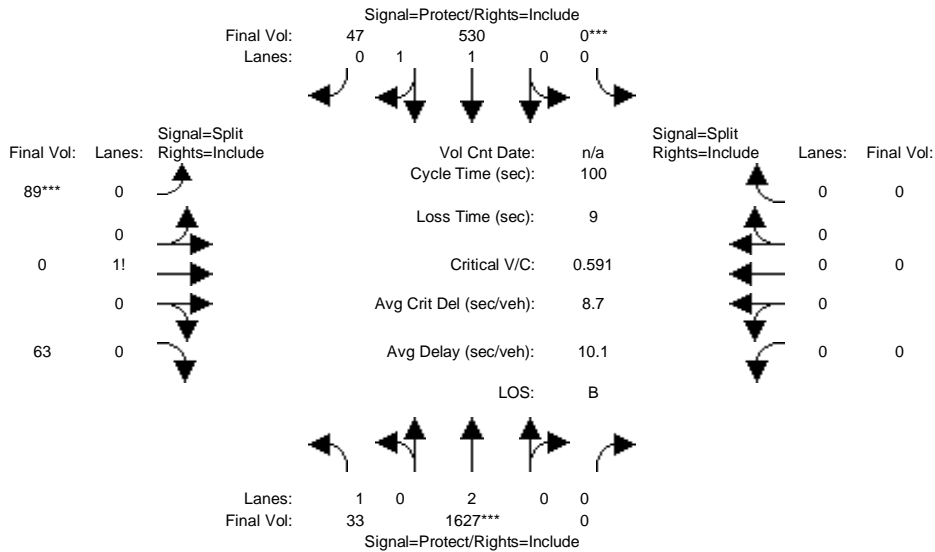 Signal=Protect/Rights=Include
Final Vol: 47 530 0***
Lanes: 0 1 1 0 0
Signal=Split
Final Vol: Lanes: Rights=Include
Vol Cnt Date: n/a
Signal=Split
Rights=Include Lanes: Final Vol:
Cycle Time (sec): 100
89*** 0
0 0
Loss Time (sec): 9
0
0
0 1!
Critical V/C: 0.591
0 0
0
Avg Crit Del (sec/veh): 8.7
0
63 0
Avg Delay (sec/veh): 10.1
0 0
LOS: B
Lanes: 1 0 2 0 0
Final Vol: 33 1627*** 0
Signal=Protect/Rights=Include